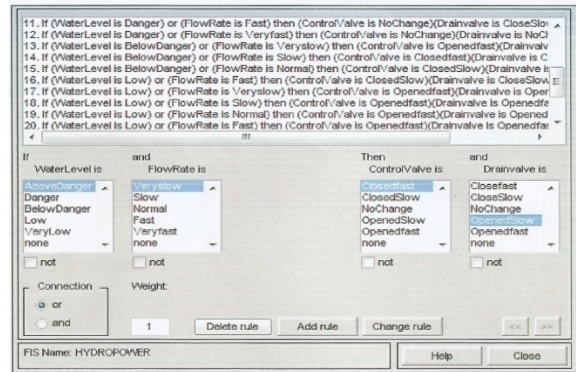 11. If (WaterLevel is Danger) or (FlowRate is Fast) then (ControlValve is NoChange)(Drainvalve is CloseSlov
12. If (WaterLevel is Danger) or (FlowRate is Veryfast) then (ControlValve is NoChange)(Drainvalve is NoCl
13. If (WaterLevel is BelowDanger) or (FlowRate is Veryslow) then (ControlValve is Openedfast)(Drainvalv
14. If (WaterLevel is BelowDanger) or (FlowRate is Slow) then (ControlValve is Closedfast)(Drainvalve is C
15. If (WaterLevel is BelowDanger) or (FlowRate is Normal) then (ControlValve is ClosedSlow)(Drainvalve is
16. If (WaterLevel is Low) or (FlowRate is Fast) then (ControlValve is ClosedSlow)(Drainvalve is CloseSlow
17. If (WaterLevel is Low) or (FlowRate is Veryslow) then (ControlValve is Openedfast)(Drainvalve is Oper
18. If (WaterLevel is Low) or (FlowRate is Slow) then (ControlValve is Openedfast)(Drainvalve is Openedfa
19. If (WaterLevel is Low) or (FlowRate is Normal) then (ControlValve is Openedfast)(Drainvalve is Opened
20. If (WaterLevel is Low) or (FlowRate is Fast) then (ControlValve is Openedfast)(Drainvalve is Openedfas
If and Then and
WaterLevel is FlowRate is ControlValve is Drainvalve is
AboveDanger Veryslow Closedfast Closefast
Danger Slow ClosedSlow CloseSlow
BelowDanger Normal NoChange NoChange
Low Fast OpenedSlow OpenedSlow
VeryLow Veryfast Openedfast Openedfast
none none none none
not not not not
Connection Weight:
or
and 1 Delete rule Add rule Change rule << >>
FIS Name: HYDROPOWER Help Close